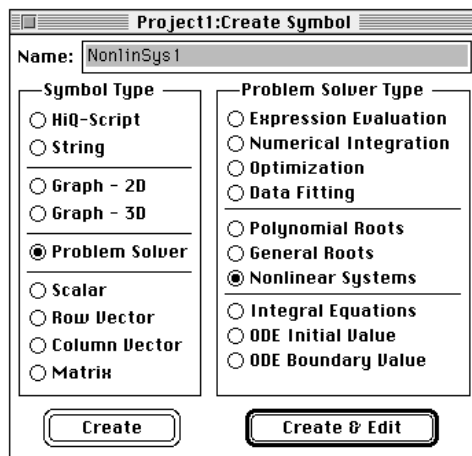 Project1:Create Symbol
Name: NonlinSys1
Symbol Type
HiQ-Script
String
Graph - 2D
Graph - 3D
Problem Solver
Scalar
Row Vector
Column Vector
Matrix
Problem Solver Type
Expression Evaluation
Numerical Integration
Optimization
Data Fitting
Polynomial Roots
General Roots
Nonlinear Systems
Integral Equations
ODE Initial Value
ODE Boundary Value
Create
Create & Edit